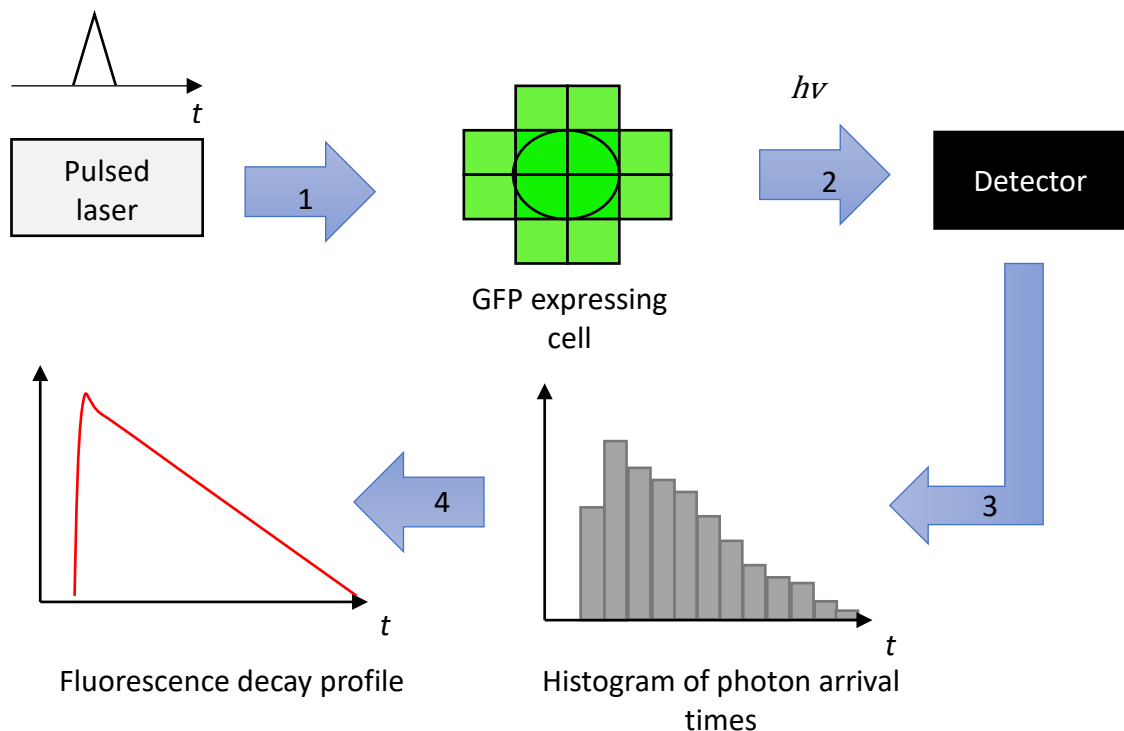 t
Pulsed
laser
1
GFP expressing
cell
hv
2
Detector
3
t
Histogram of photon arrival
times
4
t
Fluorescence decay profile